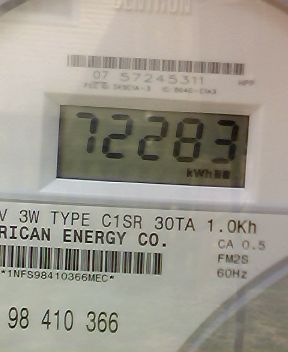 CENTRON
07 57245311
72283
kWh
V 3W TYPE C1SR 30TA 1.0Kh
RICAN ENERGY CO.
CA 0.5
FM2S
60Hz
*1NFS98410366MEC*
98 410 366